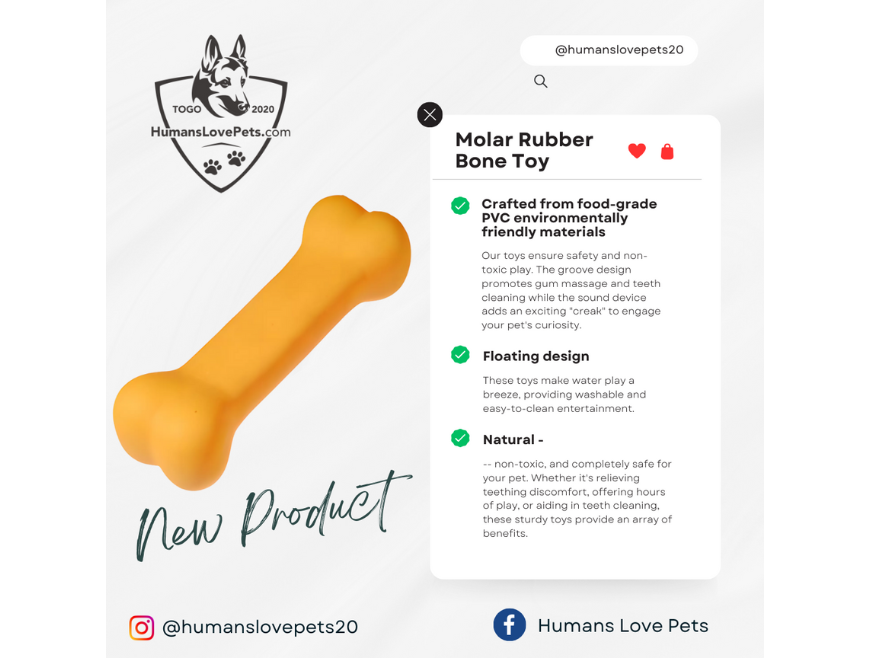 @humanslovepets20
TOGO 2020
HumansLovePets.com
Molar Rubber
Bone Toy
Crafted from food-grade
PVC environmentally
friendly materials
Our toys ensure safety and non-
toxic play. The groove design
promotes gum massage and teeth
cleaning while the sound device
adds an exciting "creak" to engage
your pet's curiosity.
Floating design
These toys make water play a
breeze, providing washable and
easy-to-clean entertainment.
Natural -
-- non-toxic, and completely safe for
your pet. Whether it's relieving
teething discomfort, offering hours
of play, or aiding in teeth cleaning,
these sturdy toys provide an array of
benefits.
New Product
@humanslovepets20
Humans Love Pets